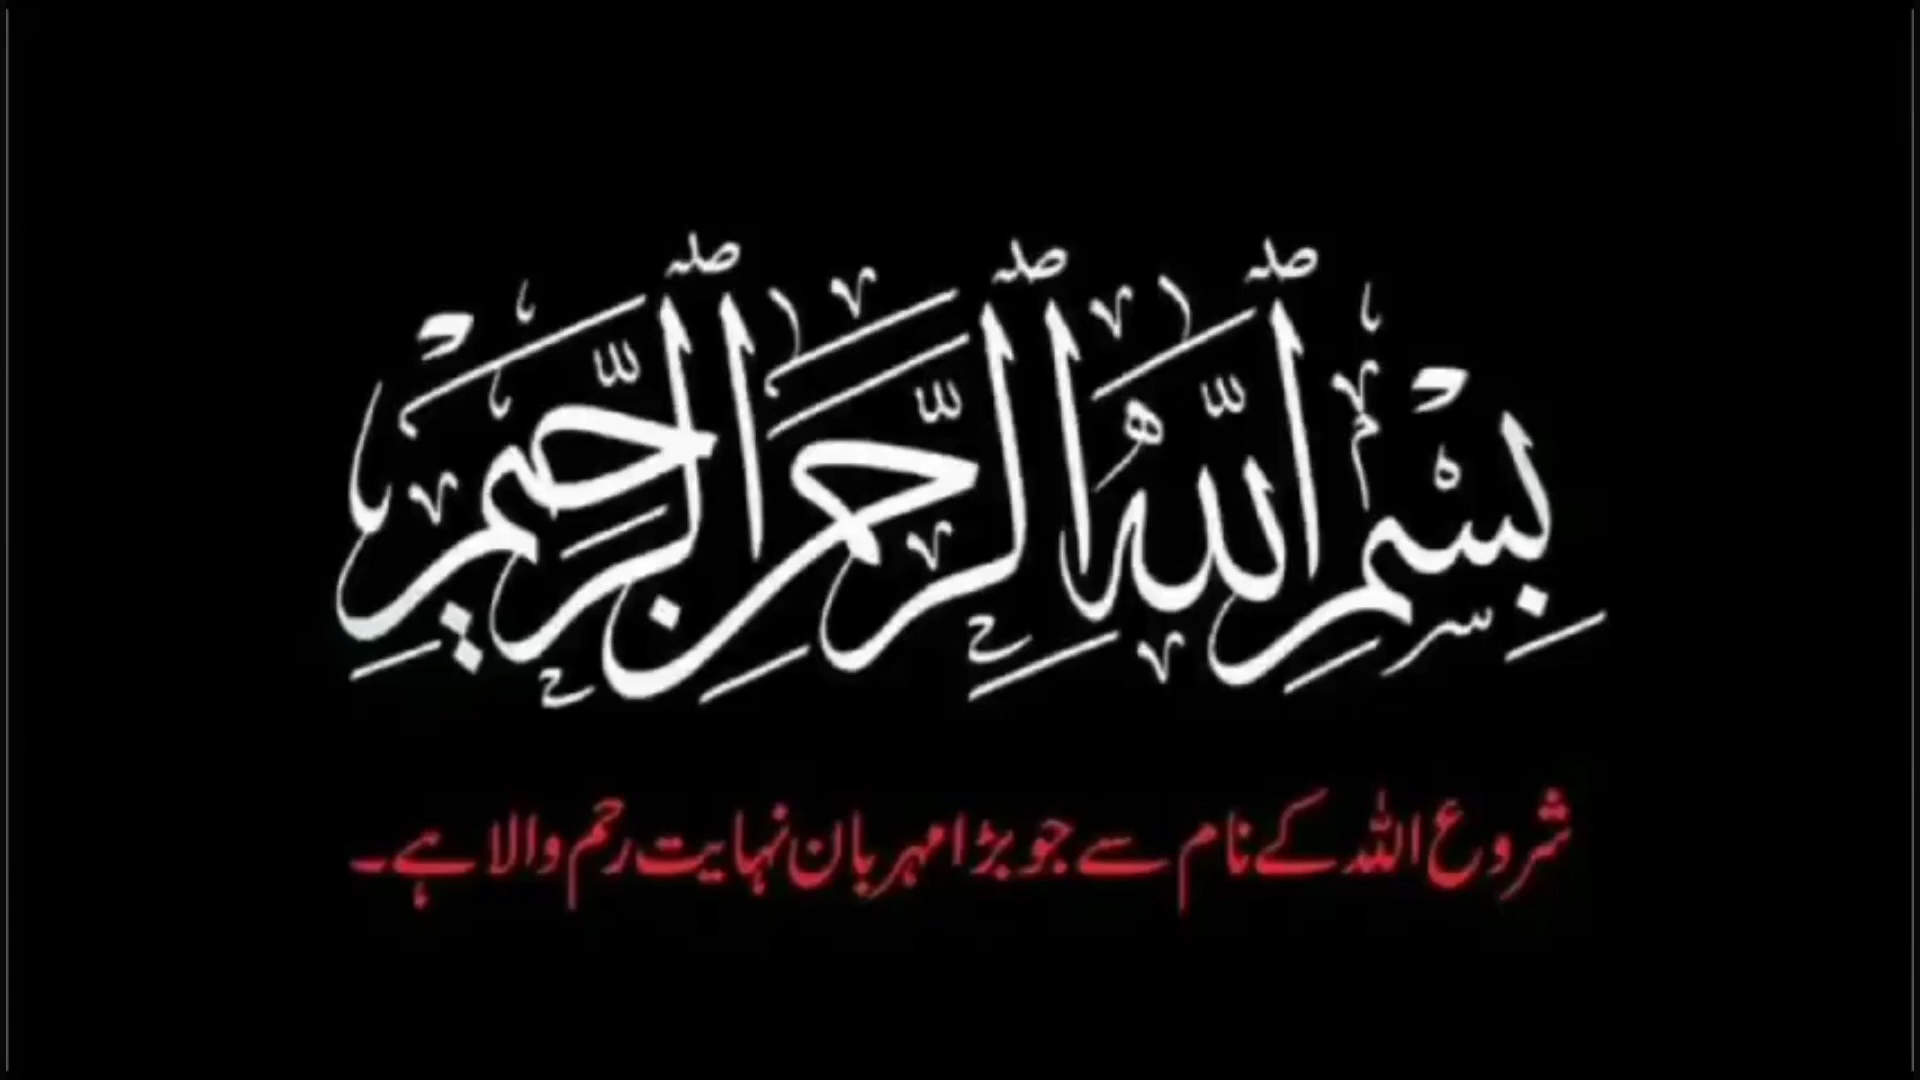 بِسْمِ اللّٰهِ الرَّحْمٰنِ الرَّحِيْمِ
شروع اللہ کے نام سے جو بڑا مہربان نہایت رحم والا ہے۔